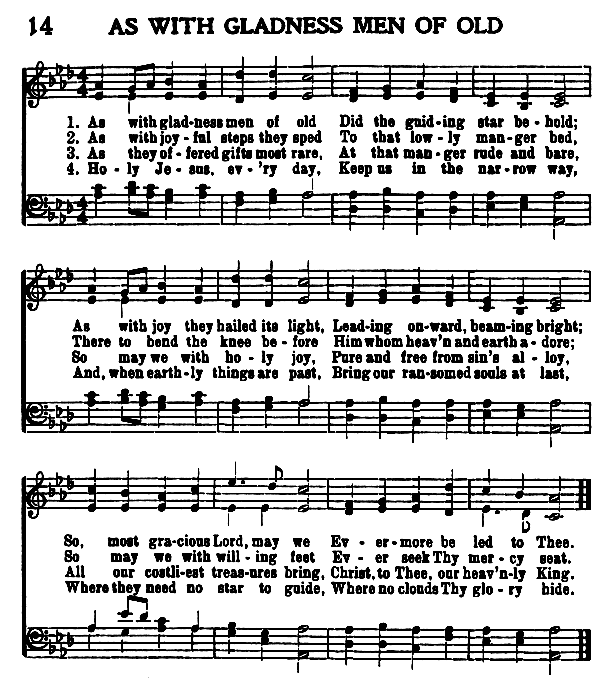 14 AS WITH GLADNESS MEN OF OLD
1. As with glad-ness men of old Did the guid-ing star be-hold;
2. As with joy-ful steps they sped To that low-ly man-ger bed,
3. As they of-fered gifts most rare, At that man-ger rude and bare,
4. Ho-ly Je-sus, ev-'ry day, Keep us in the nar-row way,
As with joy they hailed its light, Lead-ing on-ward, beam-ing bright;
There to bend the knee be-fore Him whom heav'n and earth a-dore;
So may we with ho-ly joy, Pure and free from sin's al-loy,
And, when earth-ly things are past, Bring our ran-somed souls at last,
So, most gra-cious Lord, may we Ev-er-more be led to Thee.
So may we with will-ing feet Ev-er seek Thy mer-cy seat.
All our costli-est treas-ures bring, Christ, to Thee, our heav'n-ly King.
Where they need no star to guide, Where no clouds Thy glo-ry hide.